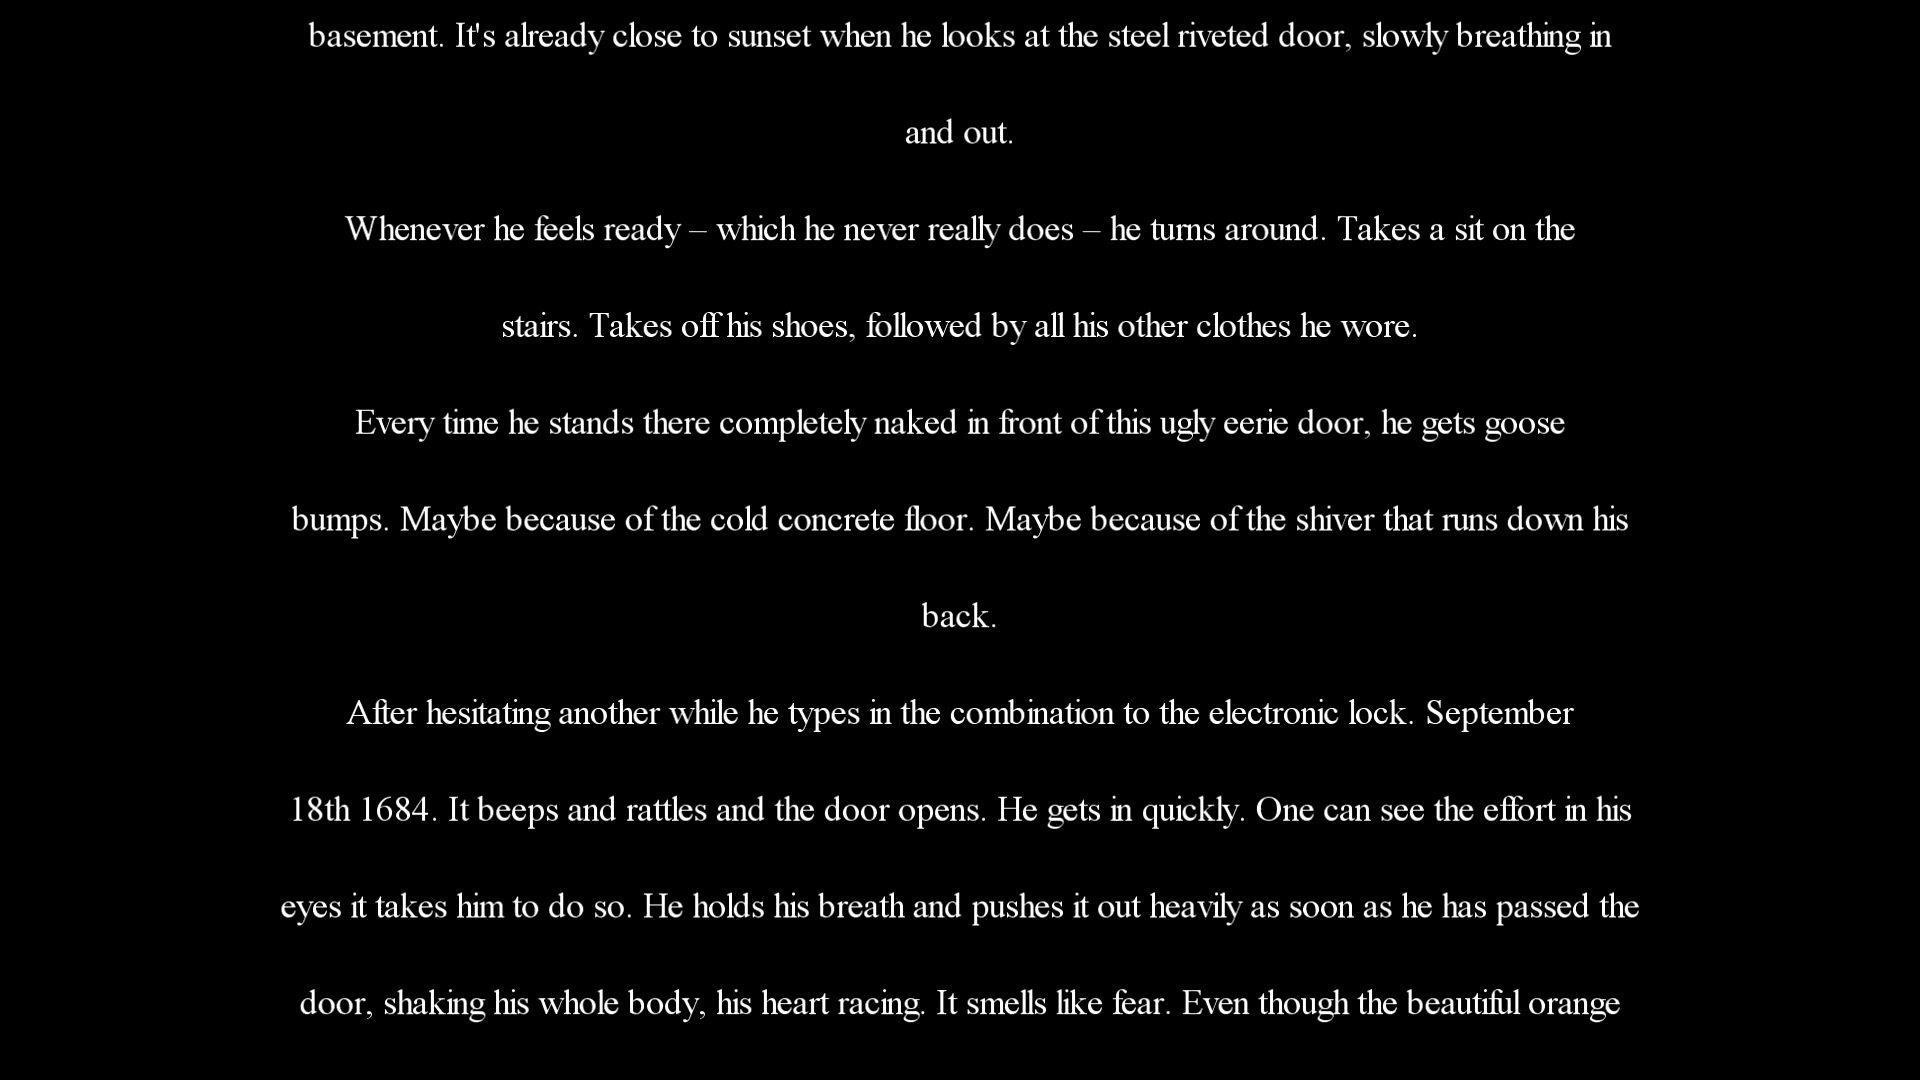 basement. It's already close to sunset when he looks at the steel riveted door, slowly breathing in
and out.
Whenever he feels ready – which he never really does – he turns around. Takes a sit on the
stairs. Takes off his shoes, followed by all his other clothes he wore.
Every time he stands there completely naked in front of this ugly eerie door, he gets goose
bumps. Maybe because of the cold concrete floor. Maybe because of the shiver that runs down his
back.
After hesitating another while he types in the combination to the electronic lock. September
18th 1684. It beeps and rattles and the door opens. He gets in quickly. One can see the effort in his
eyes it takes him to do so. He holds his breath and pushes it out heavily as soon as he has passed the
door, shaking his whole body, his heart racing. It smells like fear. Even though the beautiful orange